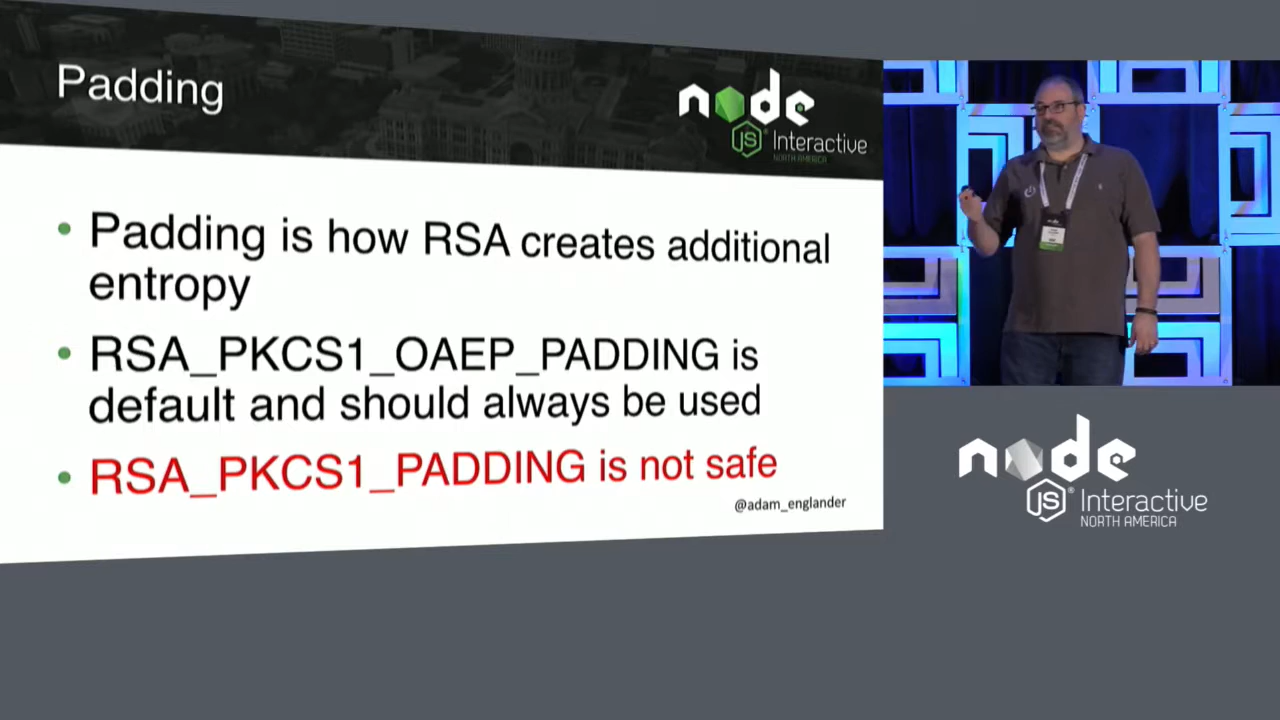 Padding
node
JS Interactive
NORTH AMERICA
• Padding is how RSA creates additional
entropy
• RSA_PKCS1_OAEP_PADDING is
default and should always be used
• RSA_PKCS1_PADDING is not safe
@adam_englander
node
JS Interactive
NORTH AMERICA